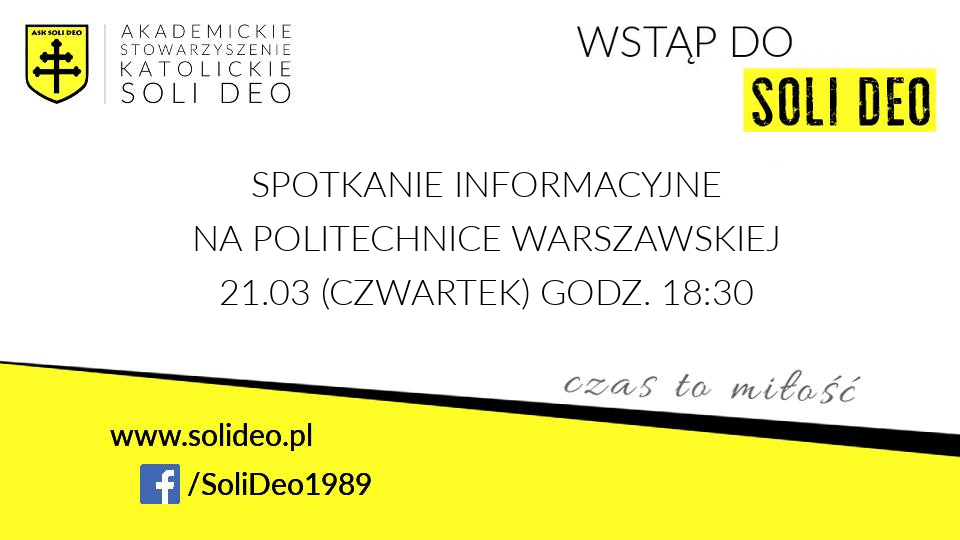 ASK SOLI DEO
AKADEMICKIE
STOWARZYSZENIE
KATOLICKIE
SOLI DEO
WSTĄP DO
SOLI DEO
SPOTKANIE INFORMACYJNE
NA POLITECHNICE WARSZAWSKIEJ
21.03 (CZWARTEK) GODZ. 18:30
czas to miłość
www.solideo.pl
f /SoliDeo1989